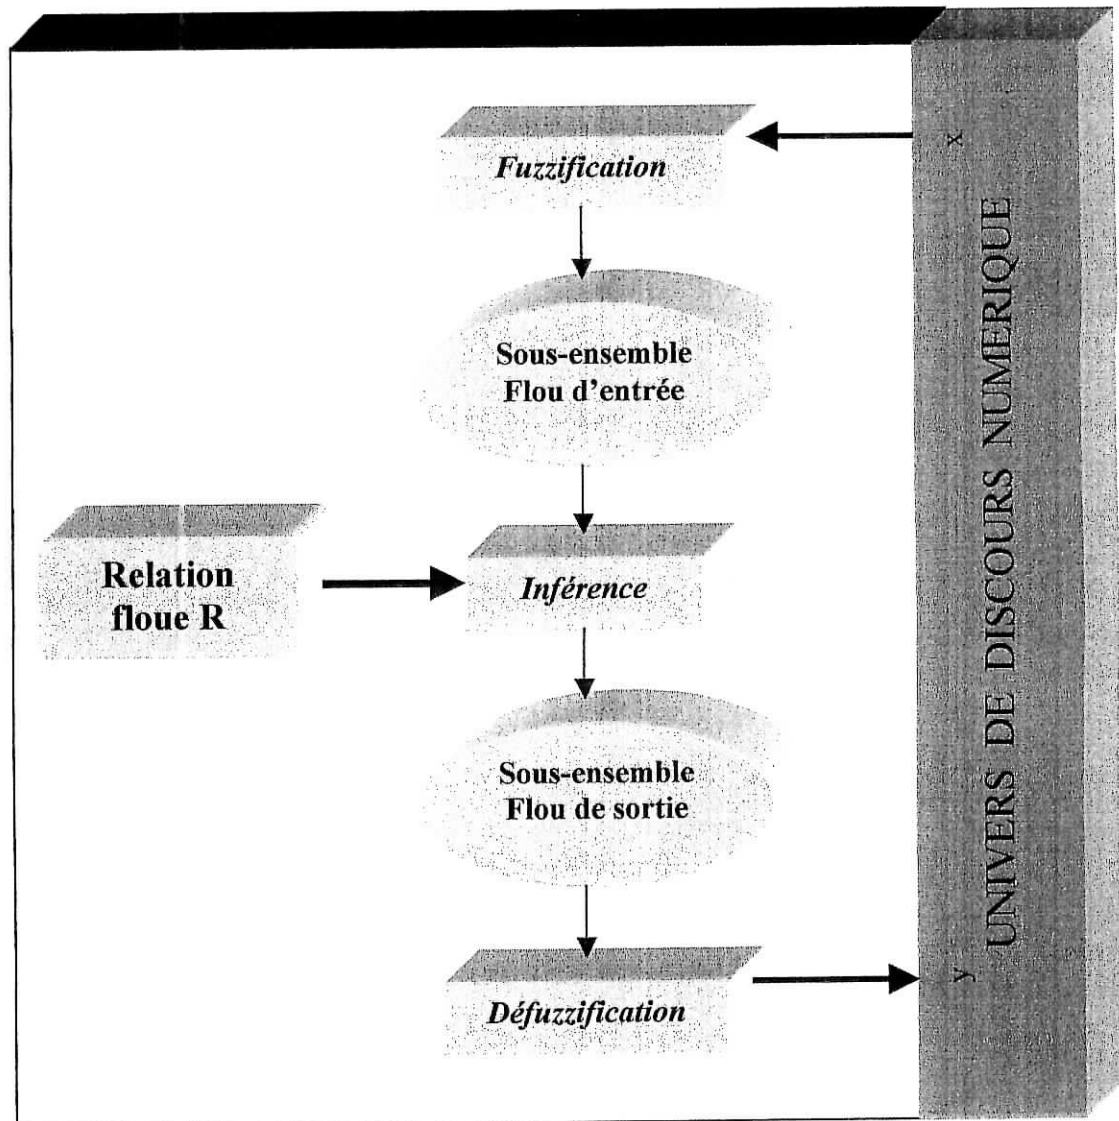 x
Fuzzification
Sous-ensemble
Flou d'entrée
Relation
floue R
Inférence
Sous-ensemble
Flou de sortie
Défuzzification
y
UNIVERS DE DISCOURS NUMERIQUE